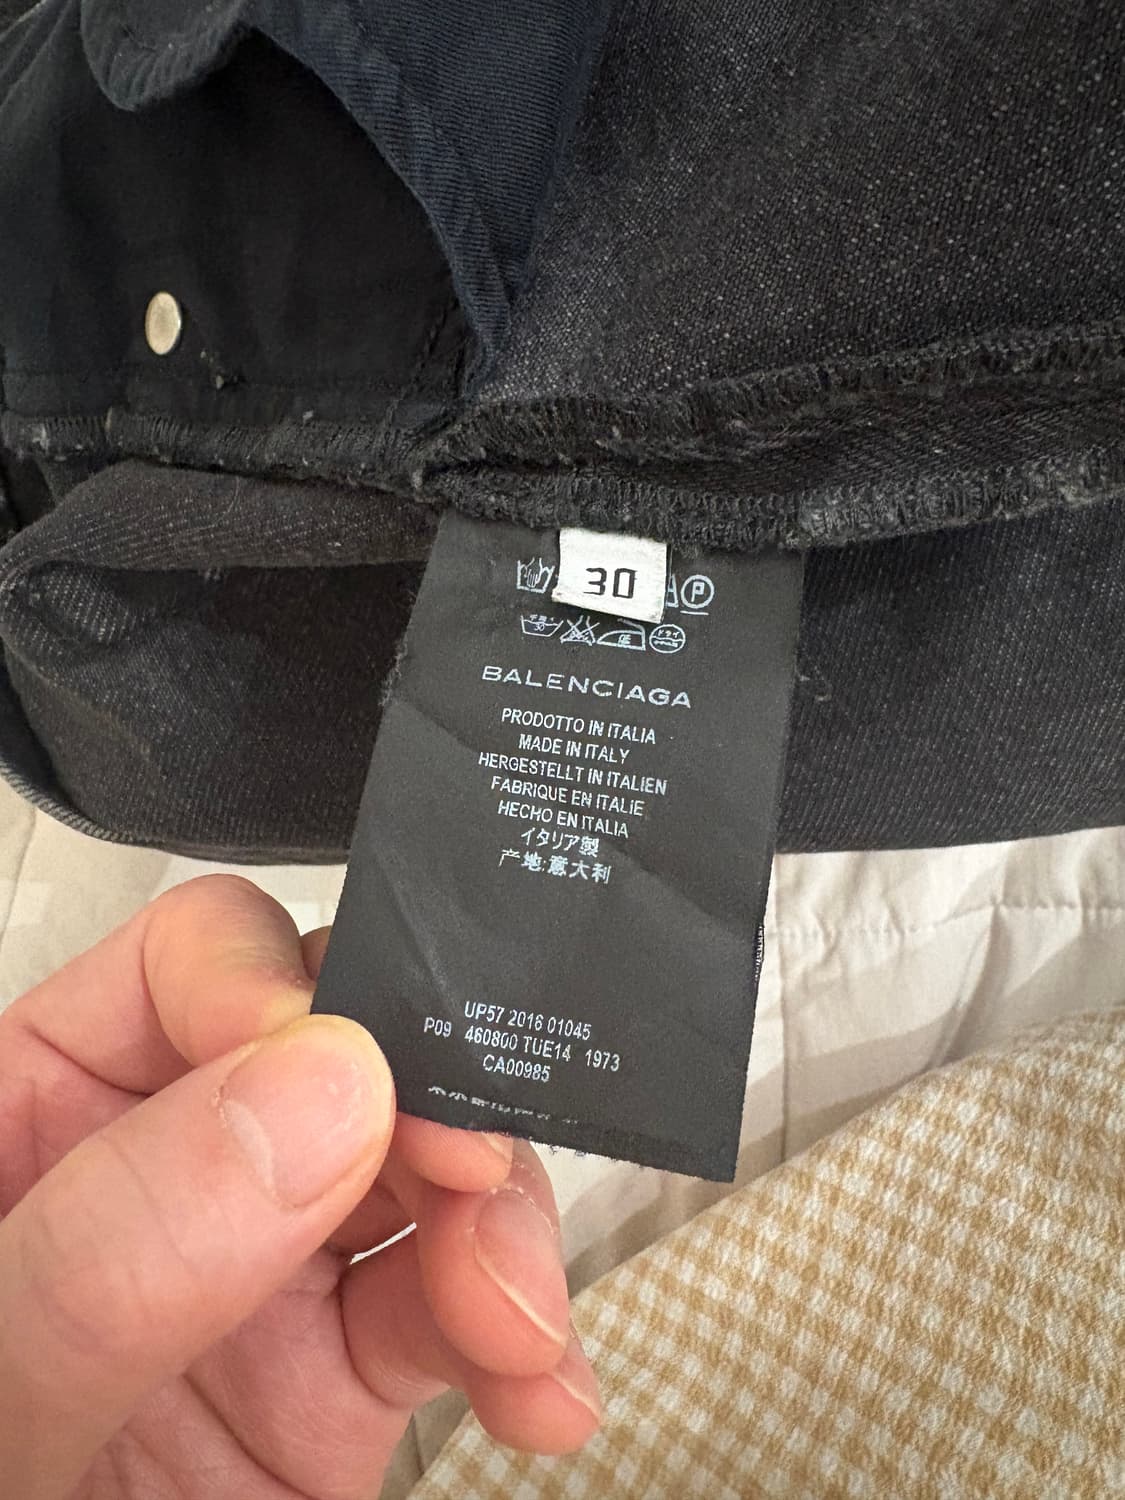 30
P
BALENCIAGA
PRODOTTO IN ITALIA
MADE IN ITALY
HERGESTELLT IN ITALIEN
FABRIQUE EN ITALIE
HECHO EN ITALIA
イタリア製
产地:意大利
UP57 2016 01045
P09 460800 TUE14 1973
CA00985